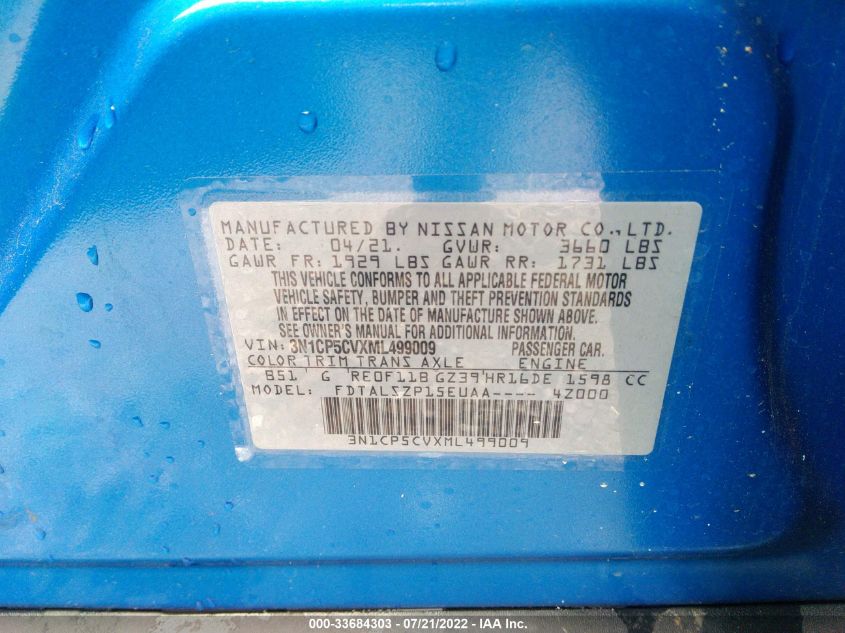 MANUFACTURED BY NISSAN MOTOR CO.,LTD.
DATE: 04/21. GVWR: 3660 LBS
GAWR FR: 1929 LBS GAWR RR: 1731 LBS
THIS VEHICLE CONFORMS TO ALL APPLICABLE FEDERAL MOTOR
VEHICLE SAFETY, BUMPER AND THEFT PREVENTION STANDARDS
IN EFFECT ON THE DATE OF MANUFACTURE SHOWN ABOVE.
SEE OWNER'S MANUAL FOR ADDITIONAL INFORMATION.
VIN: 3N1CP5CVXML499009 PASSENGER CAR.
COLOR TRIM TRANS AXLE ENGINE
B51 G RE0F11B GZ39 HR16DE 1598 CC
MODEL: FDTALSZP15EUAA---- 4Z000
3N1CP5CVXML499009
000-33684303 - 07/21/2022 - IAA Inc.